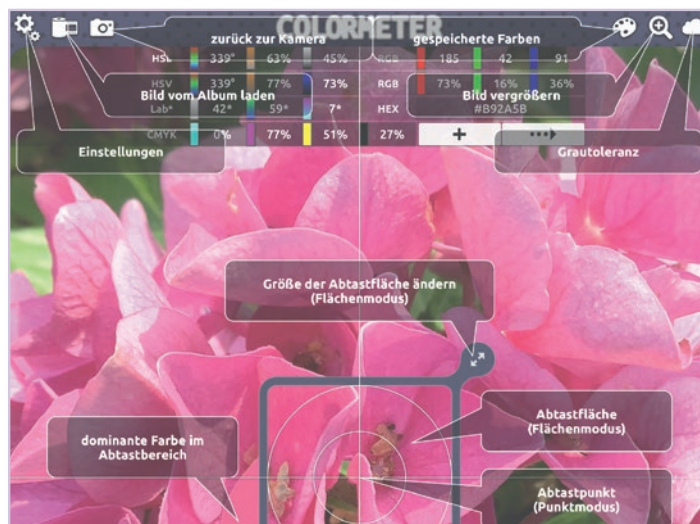 COLORMETER
zurück zur Kamera
gespeicherte Farben
HSL 339° 63% 45% RGB 185 42 91
HSV 339° 77% 73% RGB 73% 16% 36%
Bild vom Album laden
Bild vergrößern
Lab* 42* 59* 7* HEX #B92A5B
CMYK 0% 77% 51% 27% +
Einstellungen
Grautoleranz
Größe der Abtastfläche ändern
(Flächenmodus)
Abtastfläche
(Flächenmodus)
dominante Farbe im
Abtastbereich
Abtastpunkt
(Punktmodus)